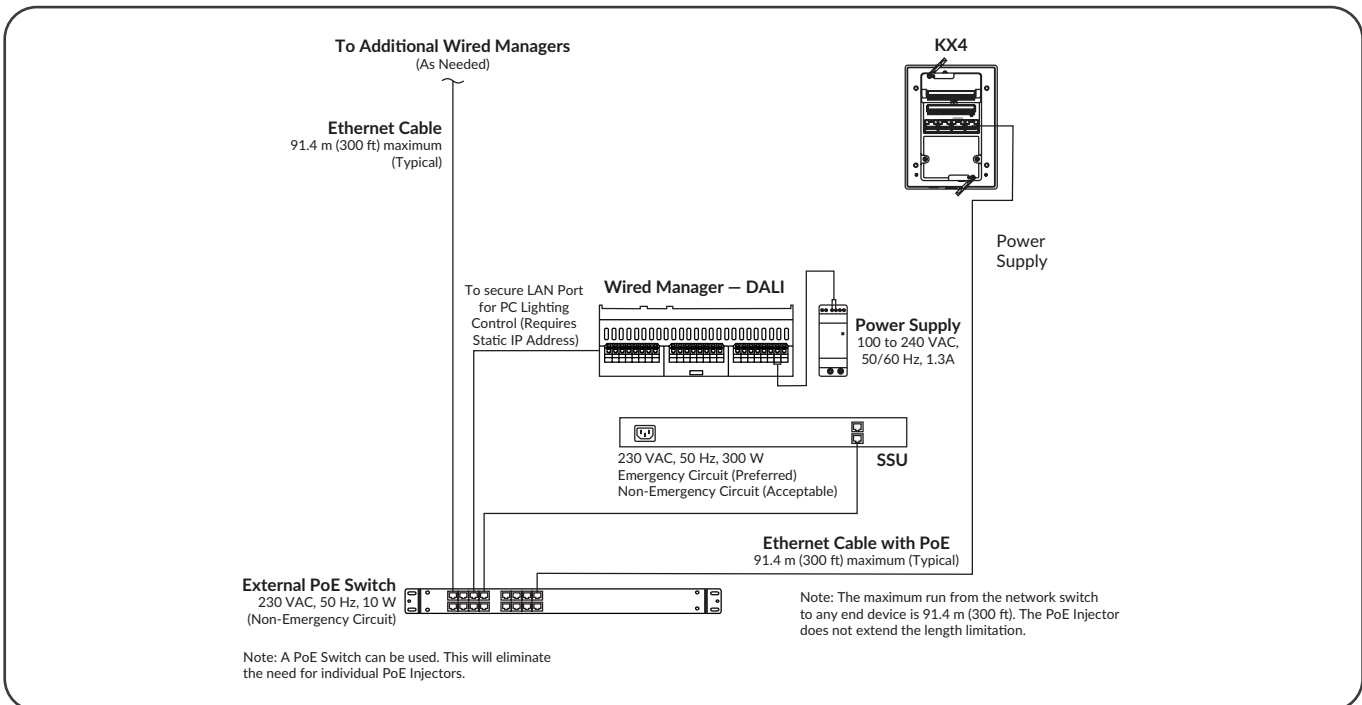 To Additional Wired Managers
(As Needed)
KX4
Ethernet Cable
91.4 m (300 ft) maximum
(Typical)
Power
Supply
To secure LAN Port
for PC Lighting
Control (Requires
Static IP Address)
Wired Manager — DALI
Power Supply
100 to 240 VAC,
50/60 Hz, 1.3A
230 VAC, 50 Hz, 300 W
Emergency Circuit (Preferred)
Non-Emergency Circuit (Acceptable)
SSU
Ethernet Cable with PoE
91.4 m (300 ft) maximum (Typical)
External PoE Switch
230 VAC, 50 Hz, 10 W
(Non-Emergency Circuit)
Note: The maximum run from the network switch
to any end device is 91.4 m (300 ft). The PoE Injector
does not extend the length limitation.
Note: A PoE Switch can be used. This will eliminate
the need for individual PoE Injectors.